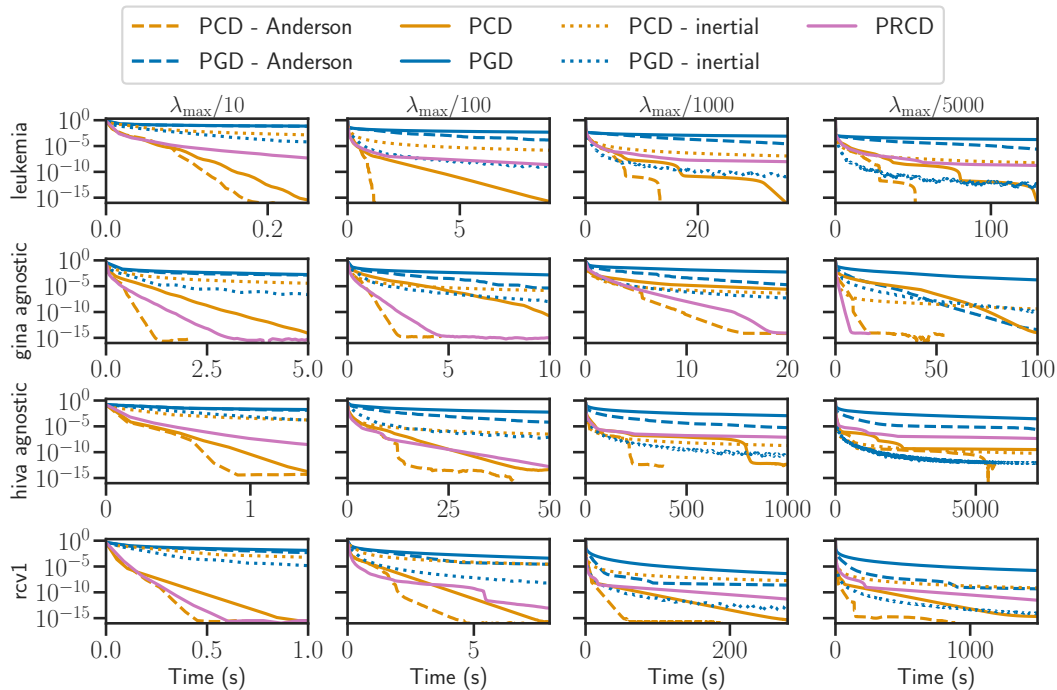 PCD - Anderson PCD PCD - inertial PRCD
PGD - Anderson PGD PGD - inertial
λmax/10 λmax/100 λmax/1000 λmax/5000
leukemia
10^0
10^-5
10^-10
10^-15
0.0 0.2 0 5 0 20 0 100
gina agnostic
10^0
10^-5
10^-10
10^-15
0.0 2.5 5.0 0 5 10 0 10 20 0 50 100
hiva agnostic
10^0
10^-5
10^-10
10^-15
0 1 0 25 50 0 500 1000 0 5000
rcv1
10^0
10^-5
10^-10
10^-15
0.0 0.5 1.0 0 5 0 200 0 1000
Time (s) Time (s) Time (s) Time (s)